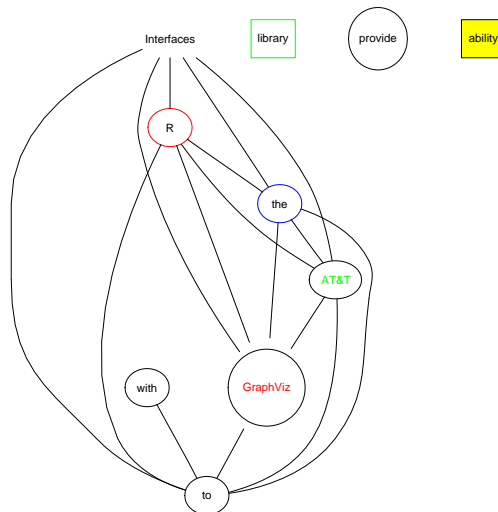 Interfaces library provide ability
R
the
AT&T
with GraphViz
to